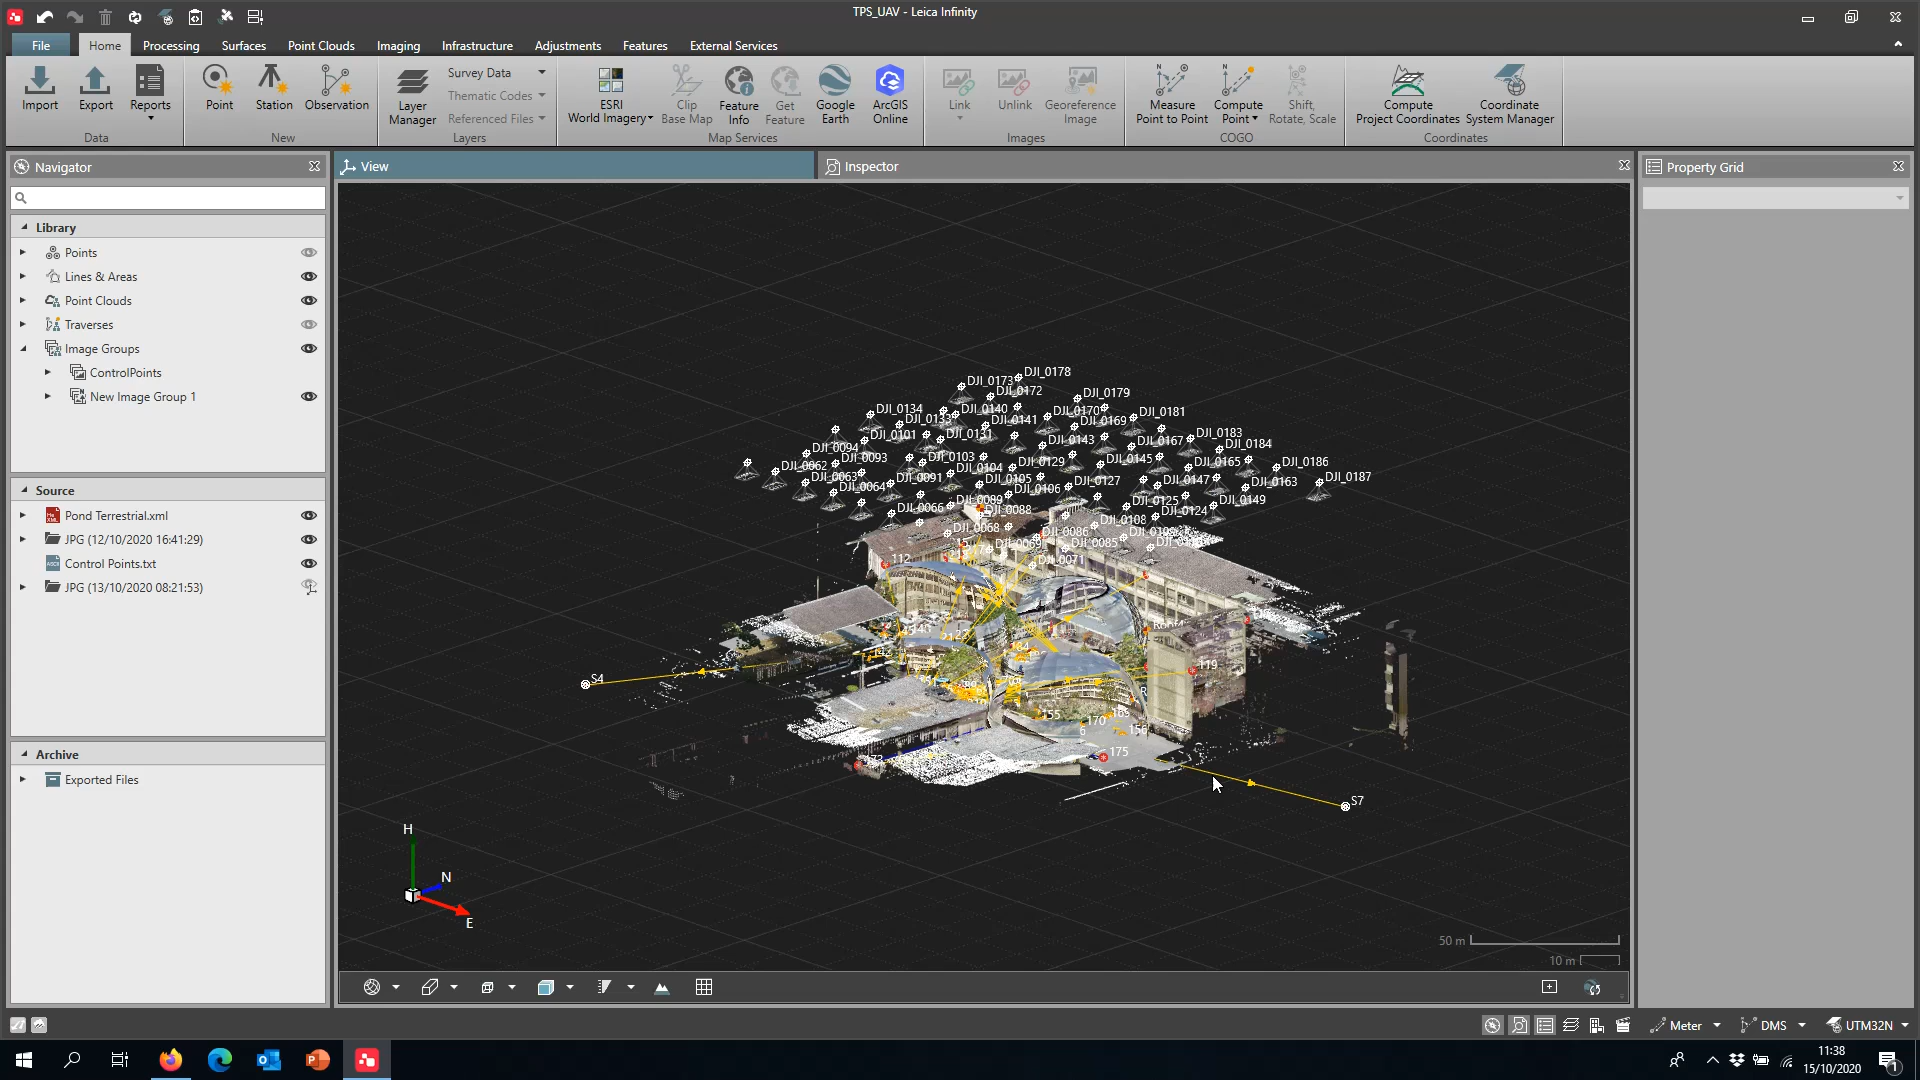 TPS_UAV - Leica Infinity
File Home Processing Surfaces Point Clouds Imaging Infrastructure Adjustments Features External Services
Import Export Reports
Data
Point Station Observation
New
Layer Manager
Survey Data
Thematic Codes
Referenced Files
Layers
ESRI World Imagery
Clip Base Map
Feature Info
Get Feature
Google Earth
ArcGIS Online
Map Services
Link Unlink
Georeference Image
Images
Measure Point to Point
Compute Point
Shift, Rotate, Scale
COGO
Compute Project Coordinates
Coordinate System Manager
Coordinates
Navigator
Library
Points
Lines & Areas
Point Clouds
Traverses
Image Groups
ControlPoints
New Image Group 1
Source
Pond Terrestrial.xml
JPG (12/10/2020 16:41:29)
Control Points.txt
JPG (13/10/2020 08:21:53)
Archive
Exported Files
View
Inspector
Property Grid
DJI_0178
DJI_0173
DJI_0172
DJI_0179
DJI_0134
DJI_0140
DJI_0170
DJI_0181
DJI_0133
DJI_0141
DJI_0169
DJI_0101
DJI_0131
DJI_0143
DJI_0167
DJI_0183
DJI_0184
DJI_0094
DJI_0093
DJI_0103
DJI_0129
DJI_0145
DJI_0165
DJI_0186
DJI_0062
DJI_0063
DJI_0091
DJI_0104
DJI_0105
DJI_0127
DJI_0147
DJI_0163
DJI_0187
DJI_0064
DJI_0106
DJI_0125
DJI_0149
DJI_0066
DJI_0089
DJI_0088
DJI_0124
DJI_0068
DJI_0108
DJI_0086
DJI_0069
DJI_0085
DJI_0071
112
119
155
170
156
175
S4
S7
H
N
E
50 m
10 m
Meter DMS UTM32N
11:38
15/10/2020
1